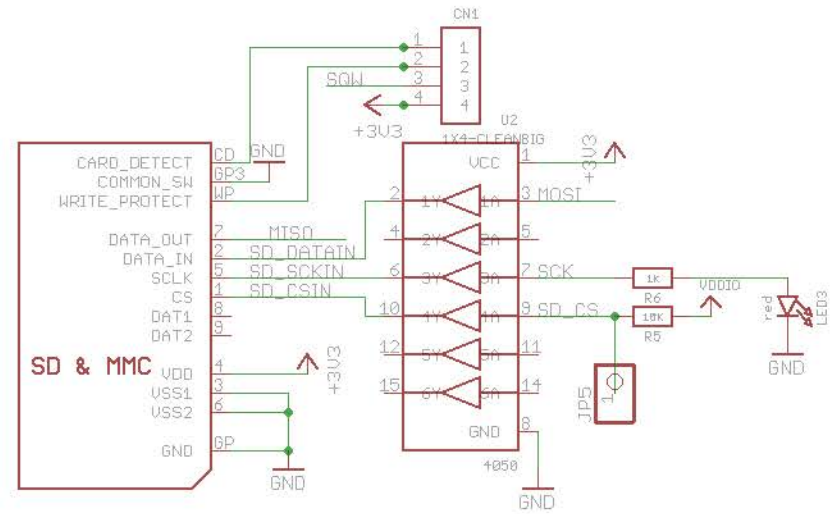 CN1
1 1
2 2
SQW 3 3
4 4
+3V3
U2
1X4-CLEANBIG
CARD_DETECT CD GND
COMMON_SW GP3
WRITE_PROTECT WP
VCC 1 +3V3
2 1Y 1A 3 MOSI
DATA_OUT 7 MISO
4 2Y 2A 5
DATA_IN 2 SD_DATAIN
SCLK 5 SD_SCKIN 6 3Y 3A 7 SCK 1K
R6
VDDIO
CS 1 SD_CSIN
DAT1 8 10 4Y 4A 9 SD_CS 10K
R5
red LED3
DAT2 9
12 5Y 5A 11
GND
SD & MMC
VDD 4 +3V3
VSS1 3 15 6Y 6A 14
VSS2 6
JP5 1
GND 8
GND GP
4050
GND
GND